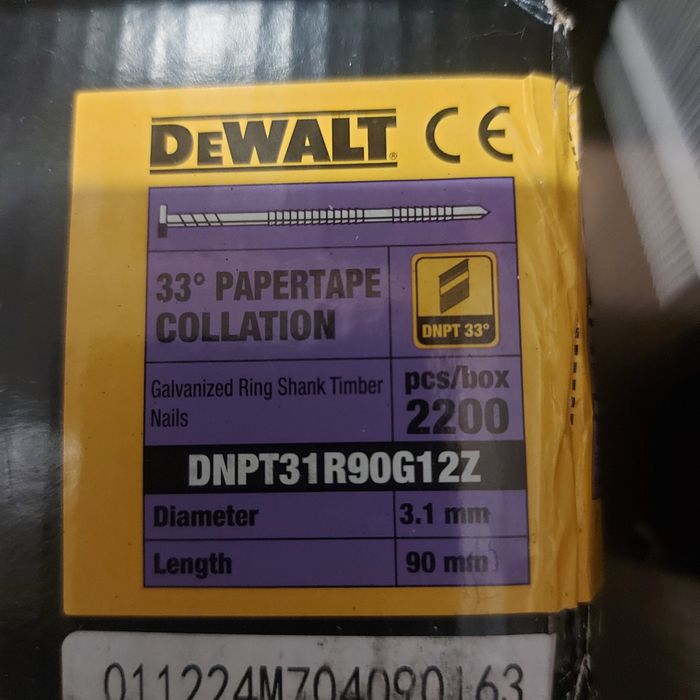 DEWALT® CE
33° PAPERTAPE
COLLATION
DNPT 33°
Galvanized Ring Shank Timber
Nails
pcs/box
2200
DNPT31R90G12Z
Diameter 3.1 mm
Length 90 mm